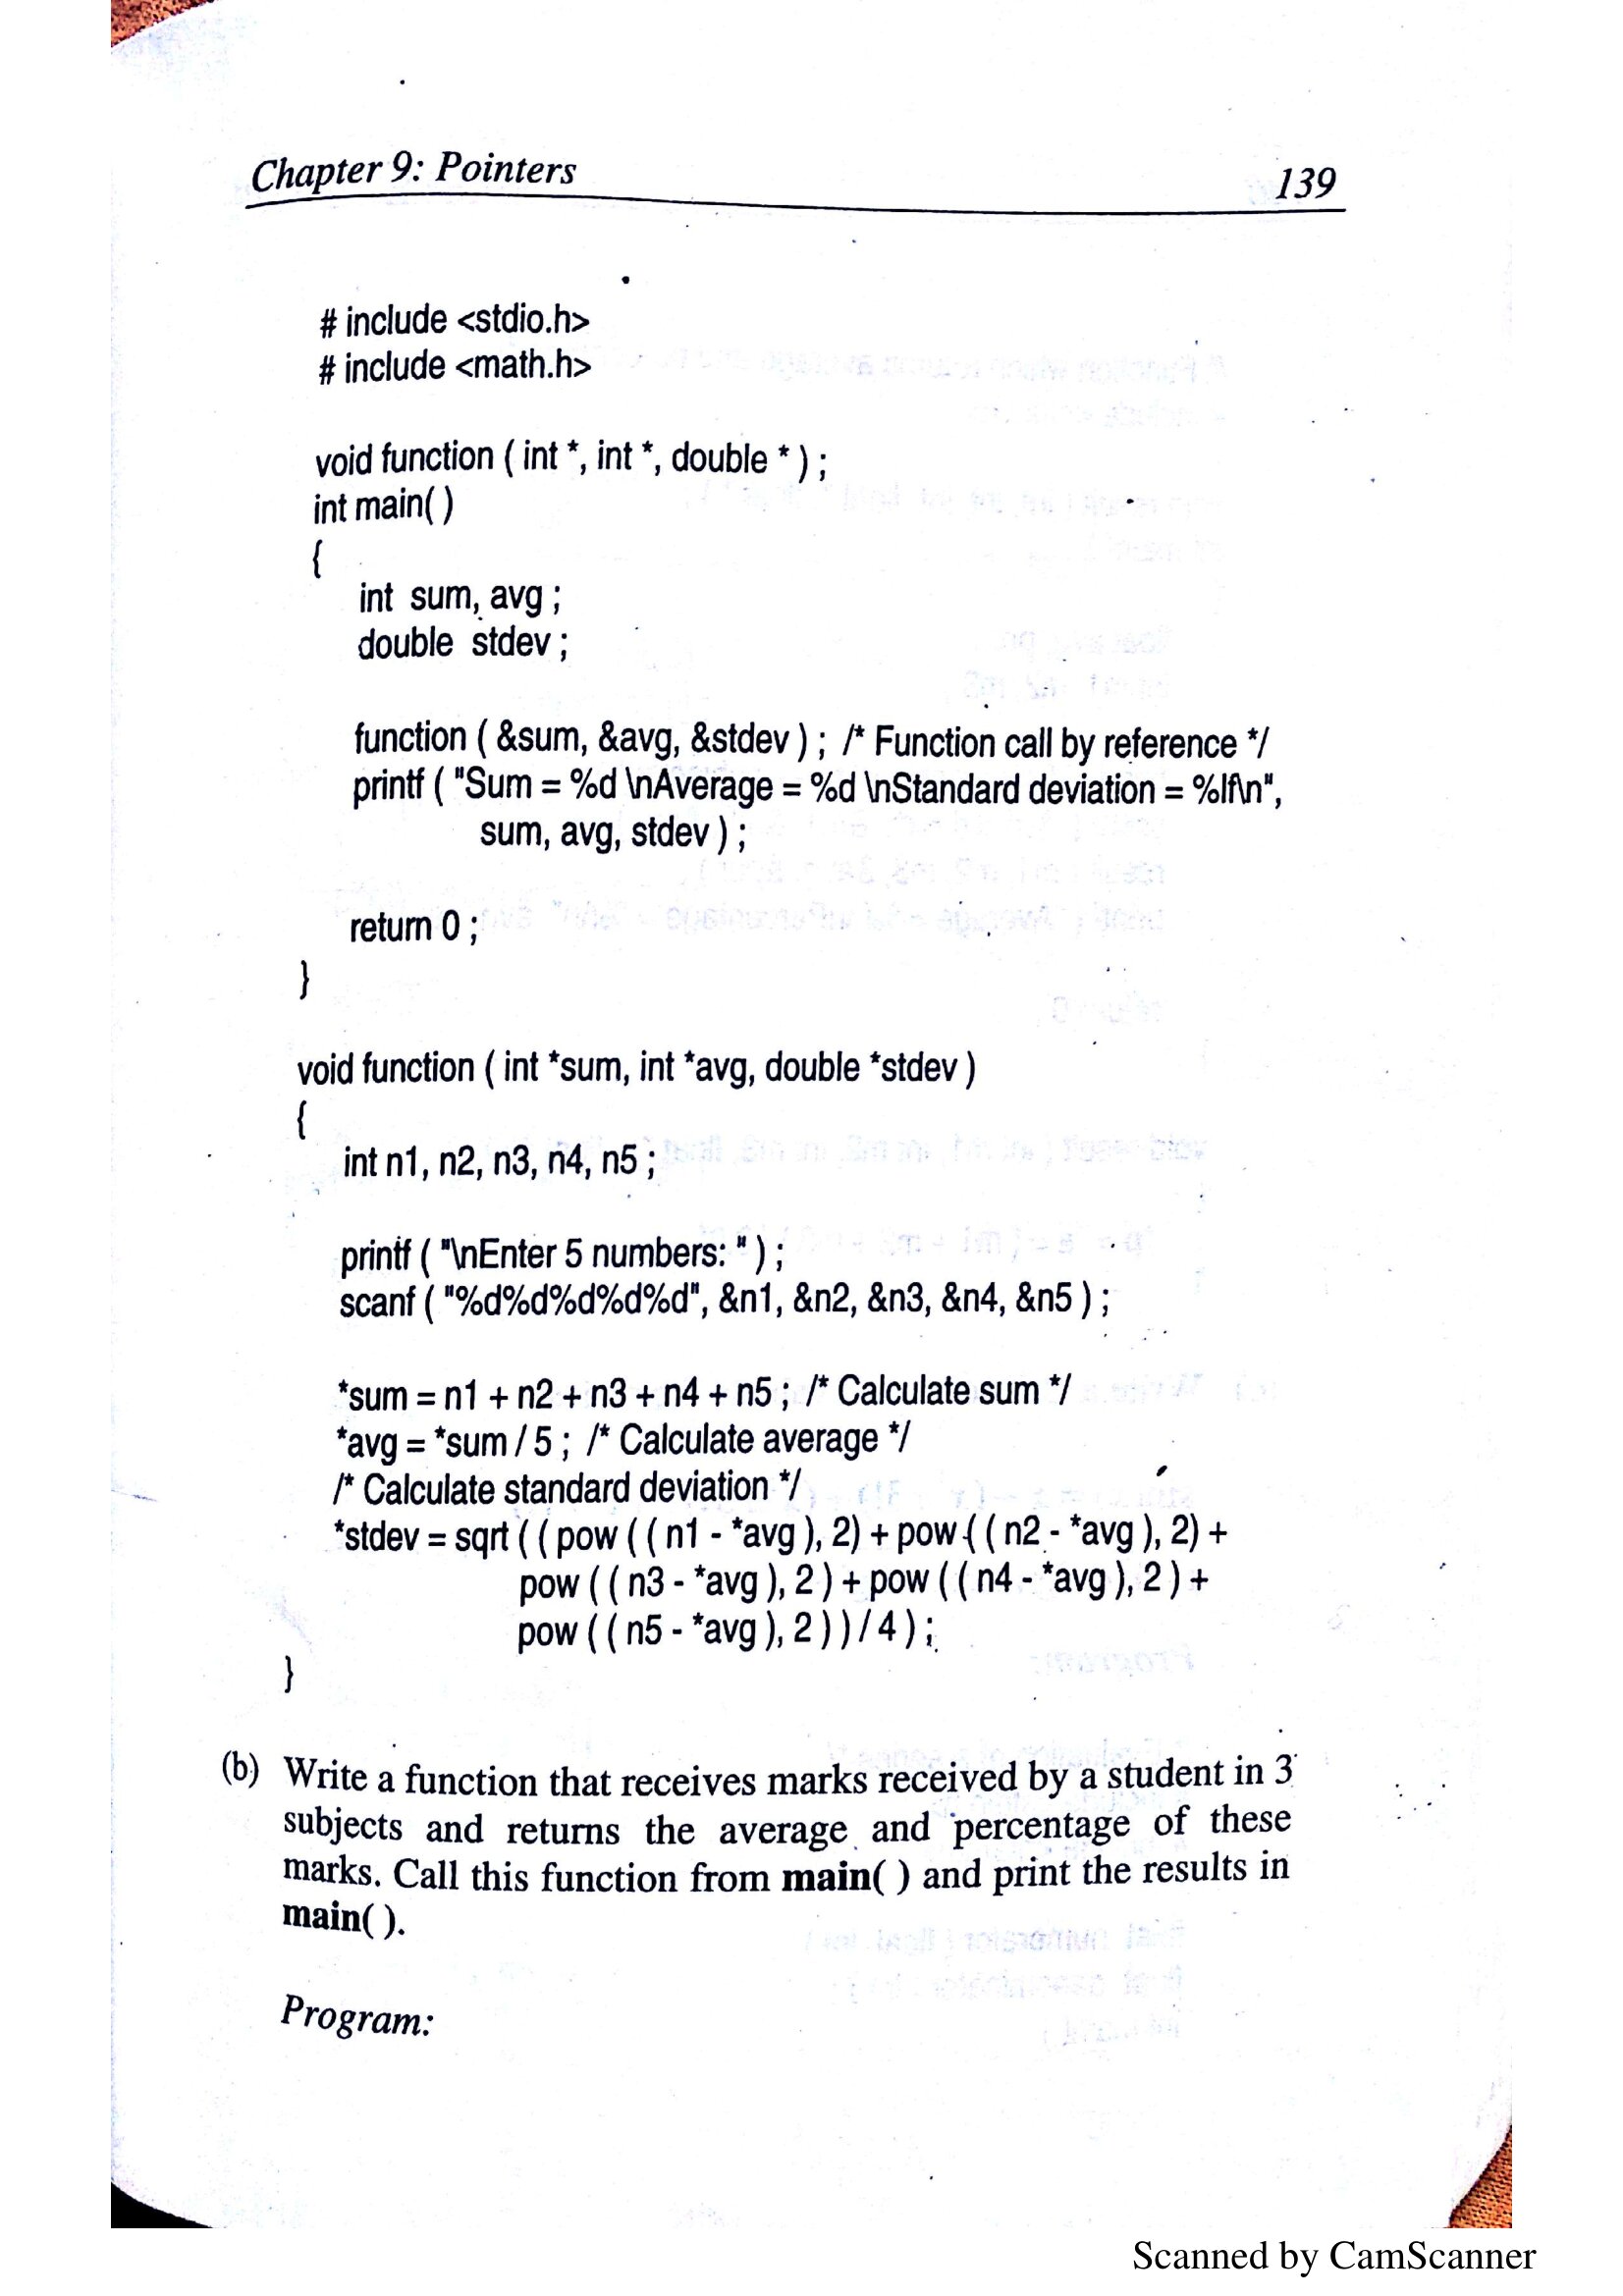 Chapter 9: Pointers 139
# include <stdio.h>
# include <math.h>
void function ( int *, int *, double * ) ;
int main( )
{
int sum, avg ;
double stdev ;
function ( &sum, &avg, &stdev ) ; /* Function call by reference */
printf ( "Sum = %d \nAverage = %d \nStandard deviation = %lf\n",
sum, avg, stdev ) ;
return 0 ;
}
void function ( int *sum, int *avg, double *stdev )
{
int n1, n2, n3, n4, n5 ;
printf ( "\nEnter 5 numbers: " ) ;
scanf ( "%d%d%d%d%d", &n1, &n2, &n3, &n4, &n5 ) ;
*sum = n1 + n2 + n3 + n4 + n5 ; /* Calculate sum */
*avg = *sum / 5 ; /* Calculate average */
/* Calculate standard deviation */
*stdev = sqrt ( ( pow ( ( n1 - *avg ), 2) + pow ( ( n2 - *avg ), 2) +
pow ( ( n3 - *avg ), 2 ) + pow ( ( n4 - *avg ), 2 ) +
pow ( ( n5 - *avg ), 2 ) ) / 4 ) ;
}
(b) Write a function that receives marks received by a student in 3
subjects and returns the average and percentage of these
marks. Call this function from main( ) and print the results in
main( ).
Program:
Scanned by CamScanner